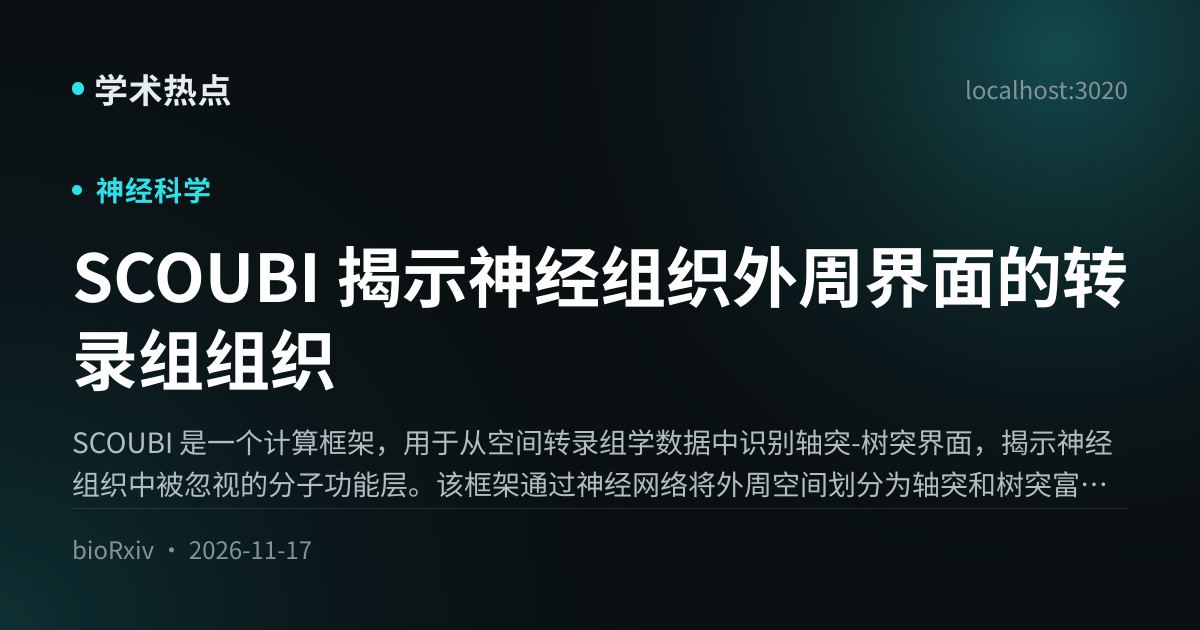 学术热点
localhost:3020
神经科学
SCOUBI 揭示神经组织外周界面的转
录组组织
SCOUBI 是一个计算框架，用于从空间转录组学数据中识别轴突-树突界面，揭示神经
组织中被忽视的分子功能层。该框架通过神经网络将外周空间划分为轴突和树突富…
bioRxiv • 2026-11-17